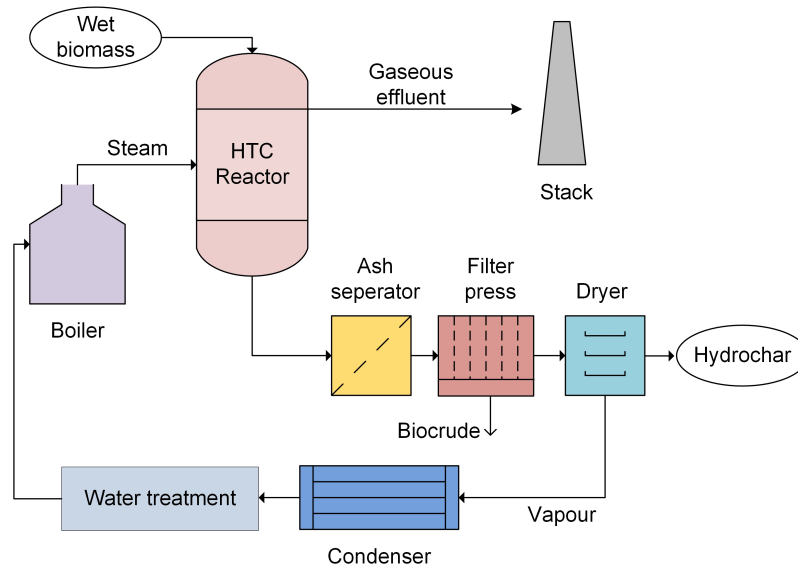 Wet
biomass
Gaseous
effluent
Steam
HTC
Reactor
Stack
Boiler
Ash
seperator
Filter
press
Dryer
Hydrochar
Biocrude
Water treatment
Vapour
Condenser